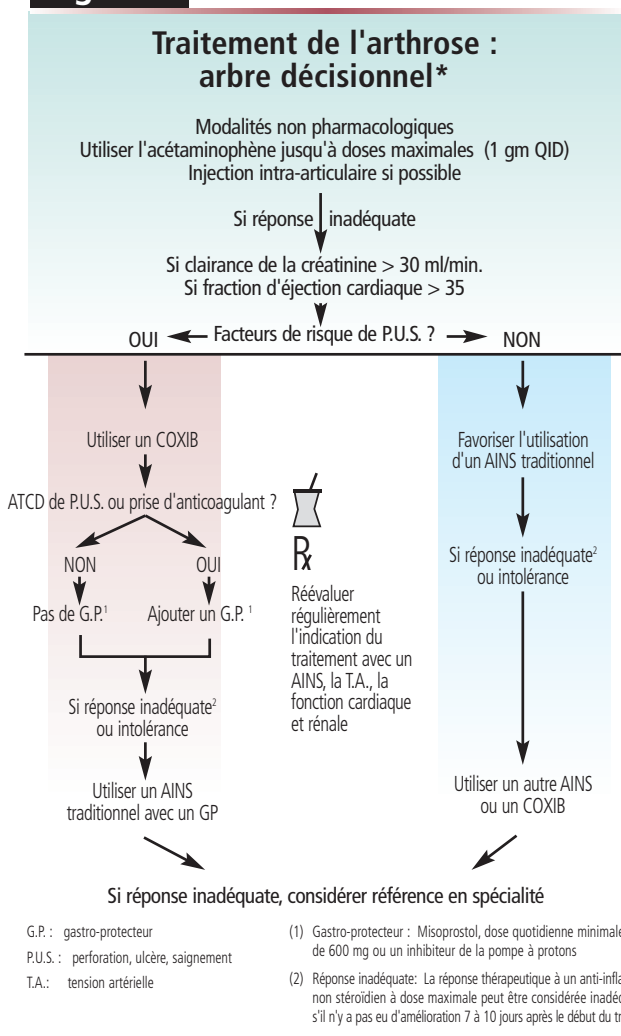 Traitement de l'arthrose :
arbre décisionnel*
Modalités non pharmacologiques
Utiliser l'acétaminophène jusqu'à doses maximales (1 gm QID)
Injection intra-articulaire si possible
Si réponse inadéquate
Si clairance de la créatinine > 30 ml/min.
Si fraction d'éjection cardiaque > 35
OUI Facteurs de risque de P.U.S. ? NON
Utiliser un COXIB
ATCD de P.U.S. ou prise d'anticoagulant ?
NON OUI
Pas de G.P.¹ Ajouter un G.P. ¹
Si réponse inadéquate²
ou intolérance
Utiliser un AINS
traditionnel avec un GP
Rx
Réévaluer
régulièrement
l'indication du
traitement avec un
AINS, la T.A., la
fonction cardiaque
et rénale
Favoriser l'utilisation
d'un AINS traditionnel
Si réponse inadéquate²
ou intolérance
Utiliser un autre AINS
ou un COXIB
Si réponse inadéquate, considérer référence en spécialité
G.P. : gastro-protecteur
P.U.S. : perforation, ulcère, saignement
T.A.: tension artérielle
(1) Gastro-protecteur : Misoprostol, dose quotidienne minimale
de 600 mg ou un inhibiteur de la pompe à protons
(2) Réponse inadéquate: La réponse thérapeutique à un
non stéroïdien à dose maximale peut être considérée
s'il n'y a pas eu d'amélioration 7 à 10 jours après le début du